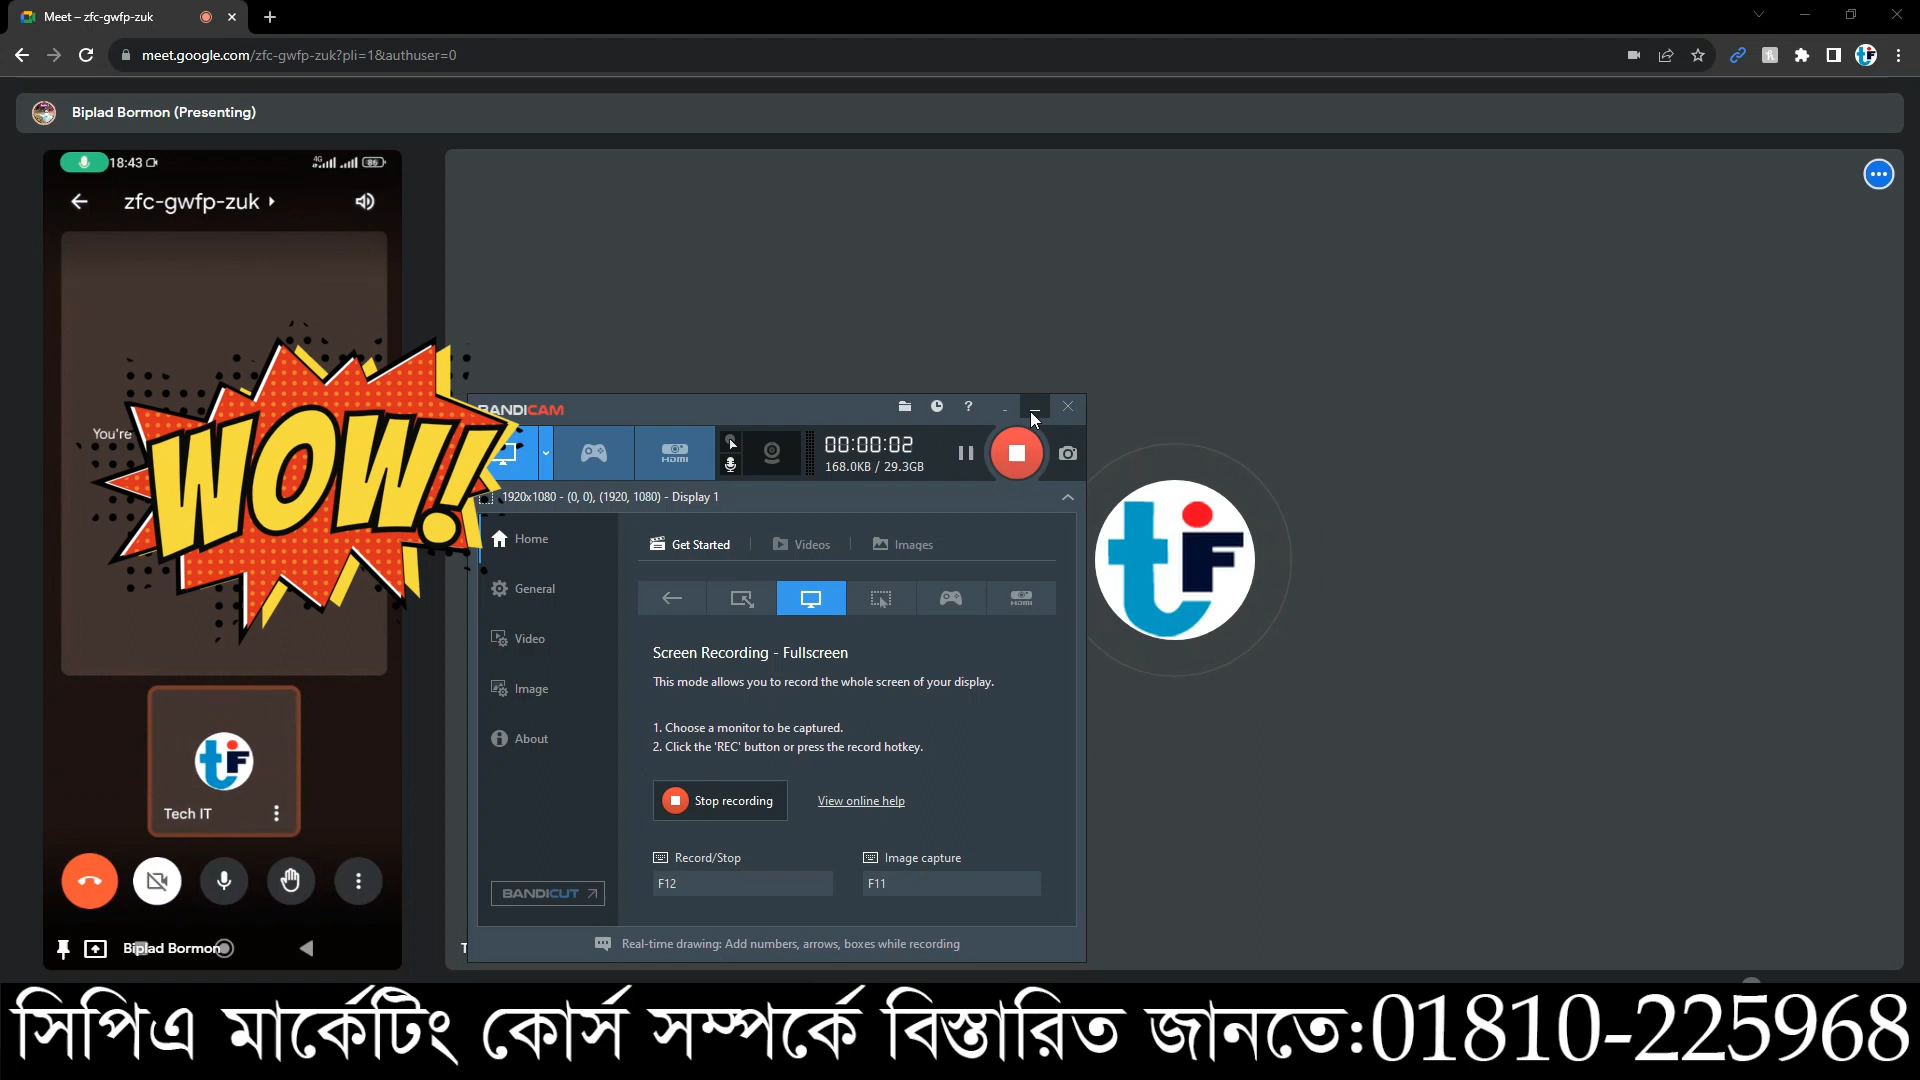 Meet – zfc-gwfp-zuk
meet.google.com/zfc-gwfp-zuk?pli=1&authuser=0
Biplad Bormon (Presenting)
18:43
4G
86
zfc-gwfp-zuk
You're
WOW!
Tech IT
Biplad Bormon
BANDICAM
HDMI
00:00:02
168.0KB / 29.3GB
1920x1080 - (0, 0), (1920, 1080) - Display 1
Home
General
Video
Image
About
BANDICUT
Get Started
Videos
Images
HDMI
Screen Recording - Fullscreen
This mode allows you to record the whole screen of your display.
1. Choose a monitor to be captured.
2. Click the 'REC' button or press the record hotkey.
Stop recording
View online help
Record/Stop
Image capture
F12
F11
Real-time drawing: Add numbers, arrows, boxes while recording
tiF
সিপিএ মার্কেটিং কোর্স সম্পর্কে বিস্তারিত জানতে:01810-225968